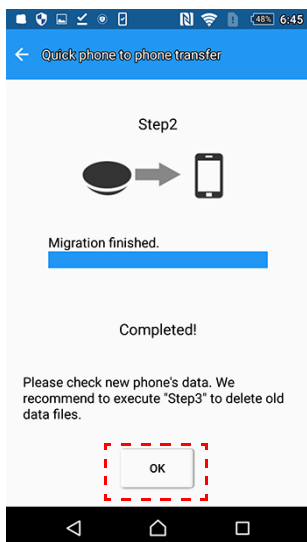 48% 6:45
Quick phone to phone transfer
Step2
Migration finished.
Completed!
Please check new phone's data. We
recommend to execute "Step3" to delete old
data files.
OK